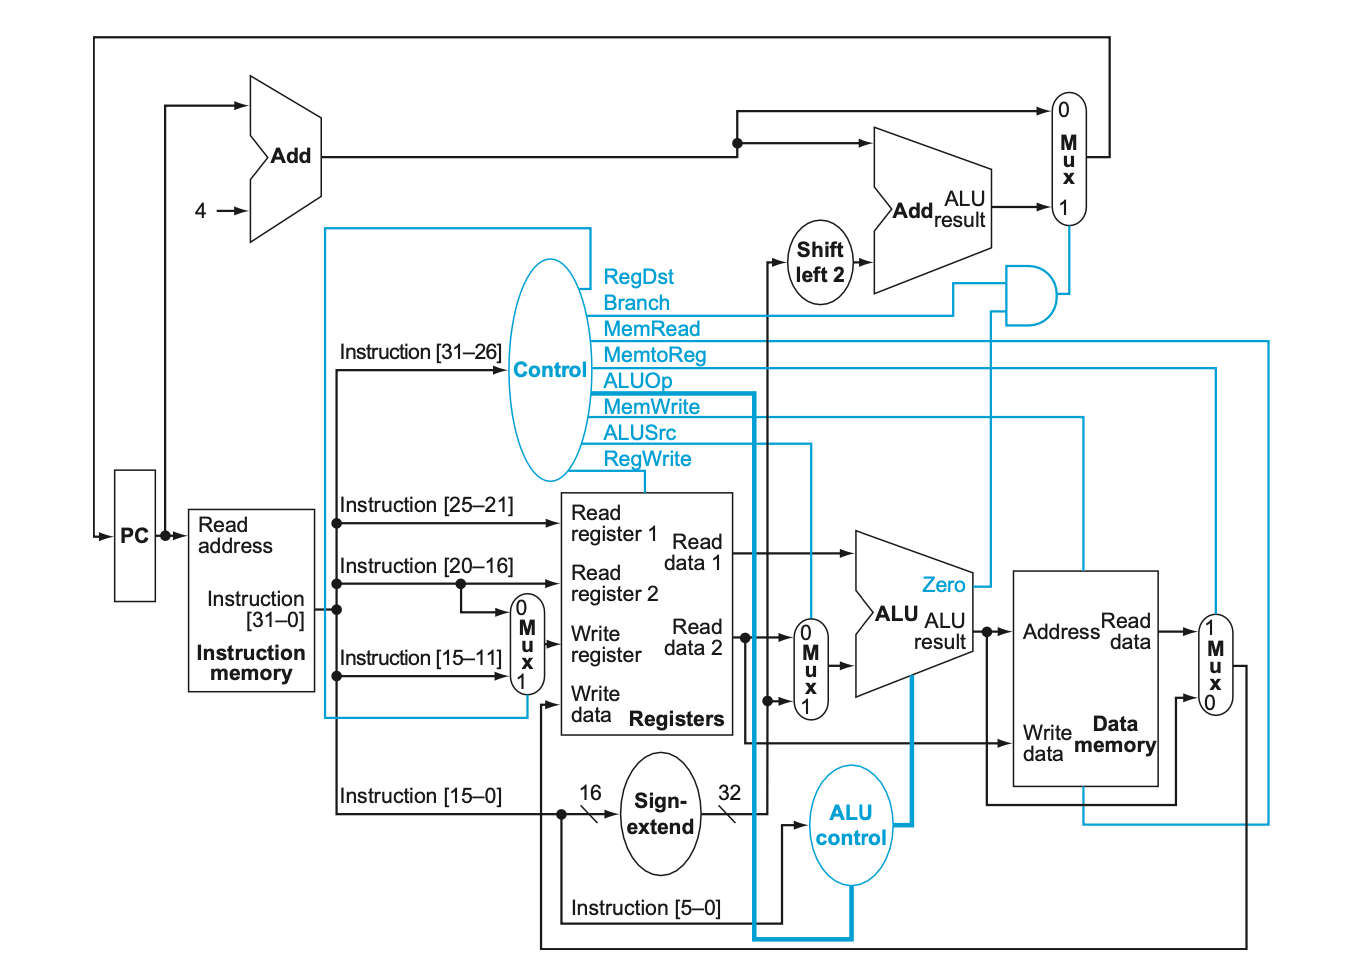 0
M
u
x
1
Add
ALU
result
Add
4
Shift
left 2
RegDst
Branch
MemRead
MemtoReg
ALUOp
MemWrite
ALUSrc
RegWrite
Control
Instruction [31–26]
Instruction [25–21]
Instruction [20–16]
Instruction [15–11]
Instruction [15–0]
Instruction [5–0]
PC
Read
address
Instruction
[31–0]
Instruction
memory
0
M
u
x
1
Read
register 1
Read
register 2
Write
register
Write
data
Read
data 1
Read
data 2
Registers
0
M
u
x
1
Zero
ALU
ALU
result
Address
Read
data
Write
data
Data
memory
1
M
u
x
0
16
Sign-
extend
32
ALU
control